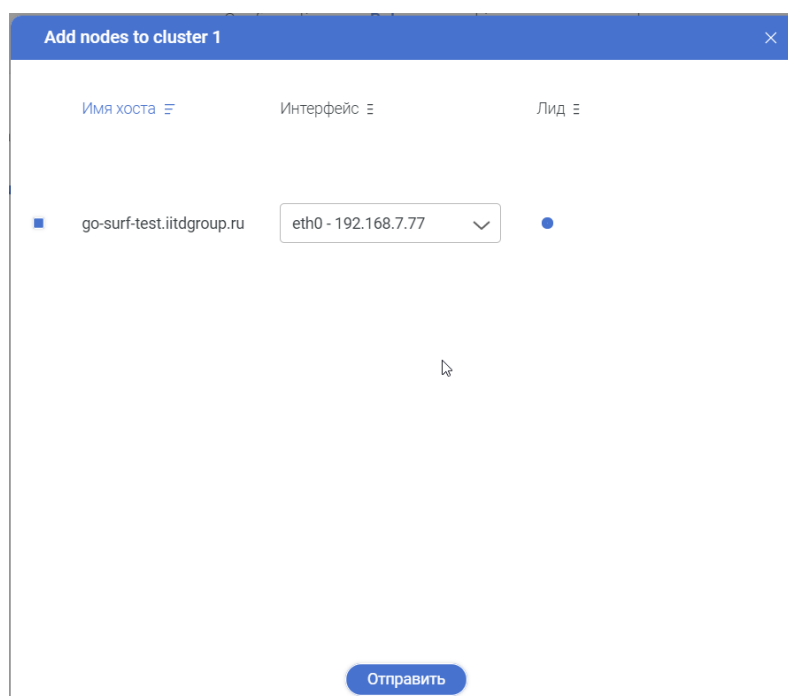 Add nodes to cluster 1
Имя хоста Интерфейс Лид
go-surf-test.iitdgroup.ru eth0 - 192.168.7.77
Отправить